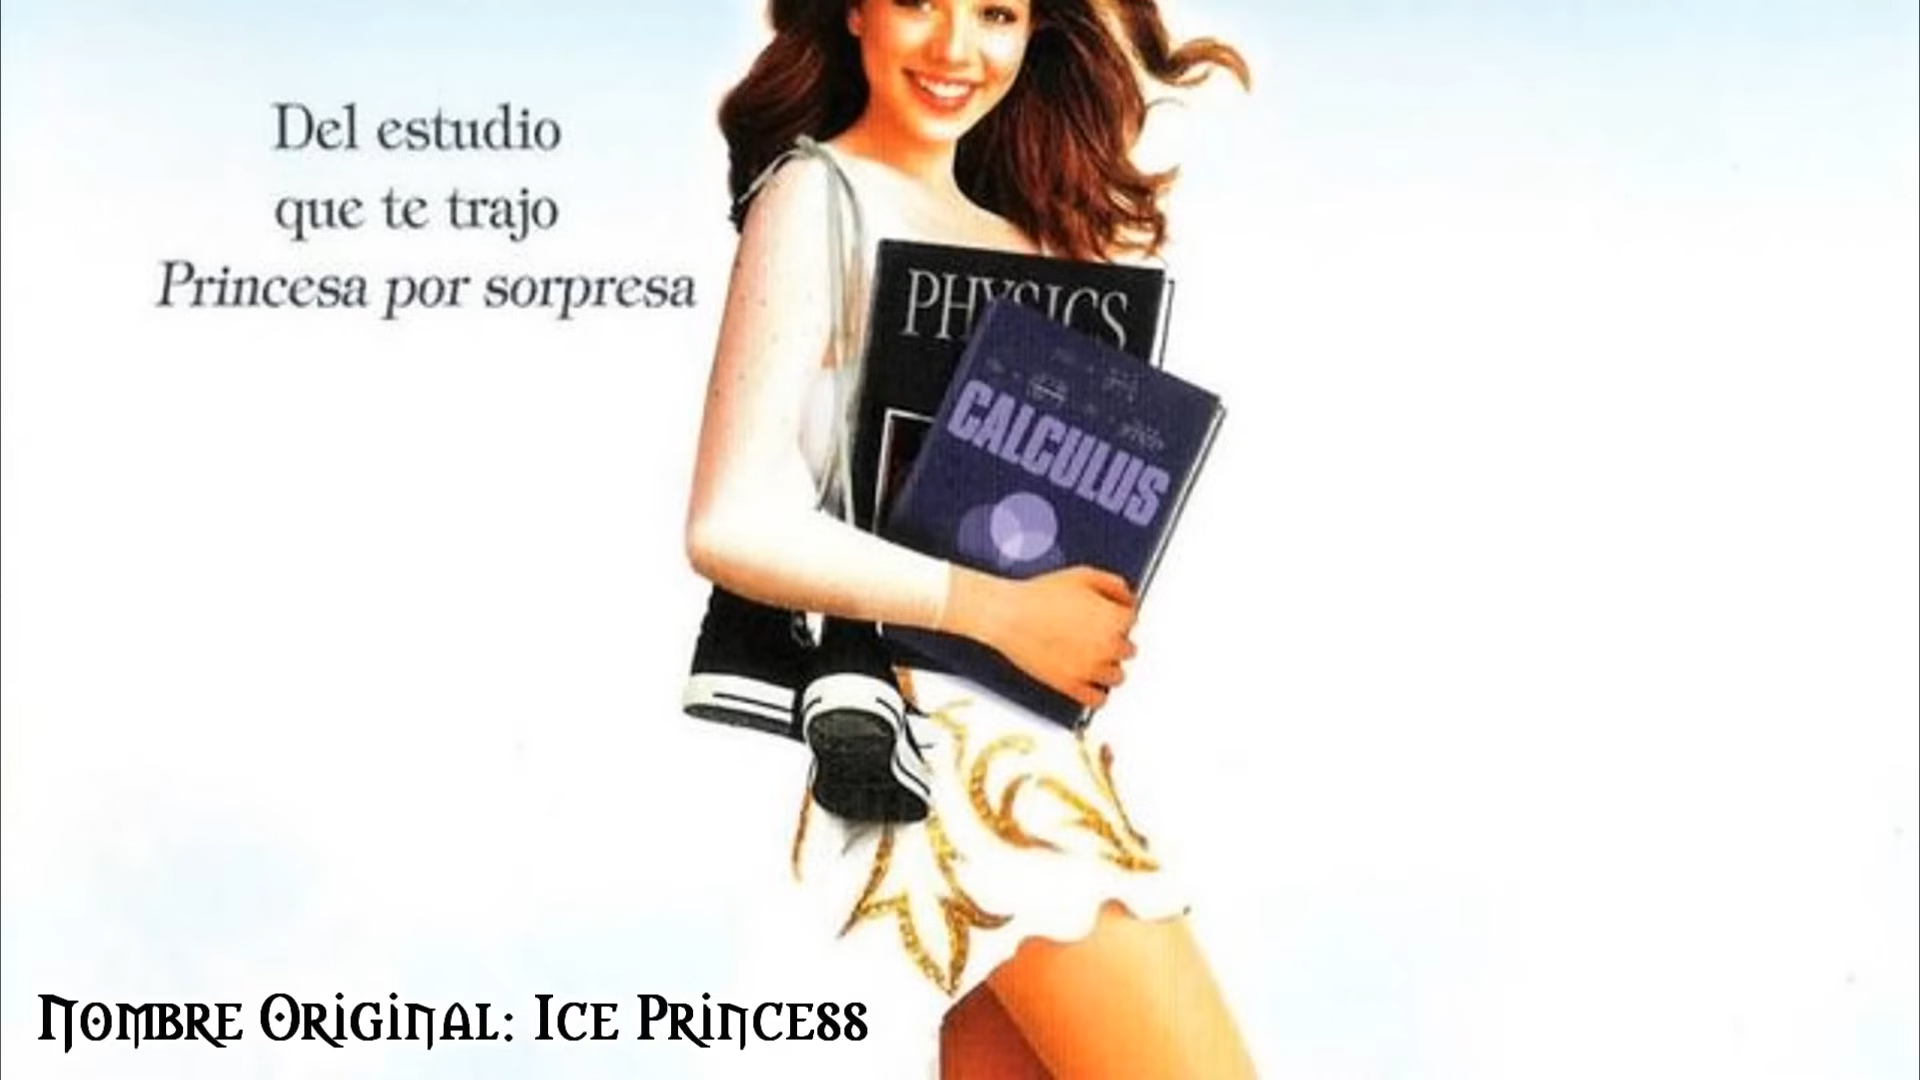 Del estudio
que te trajo
Princesa por sorpresa
PHYSICS
CALCULUS
Nombre Original: Ice Princess